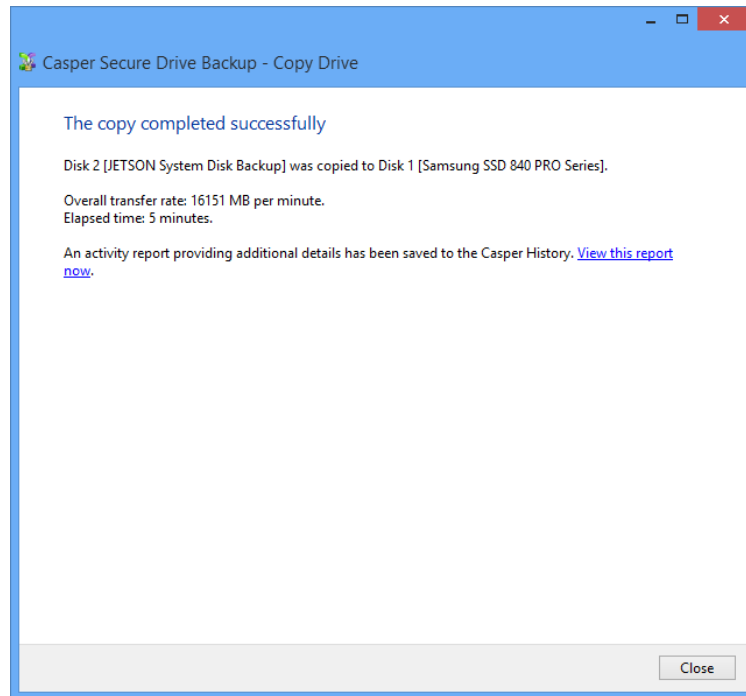 Casper Secure Drive Backup - Copy Drive
The copy completed successfully
Disk 2 [JETSON System Disk Backup] was copied to Disk 1 [Samsung SSD 840 PRO Series].
Overall transfer rate: 16151 MB per minute.
Elapsed time: 5 minutes.
An activity report providing additional details has been saved to the Casper History. View this report
now.
Close